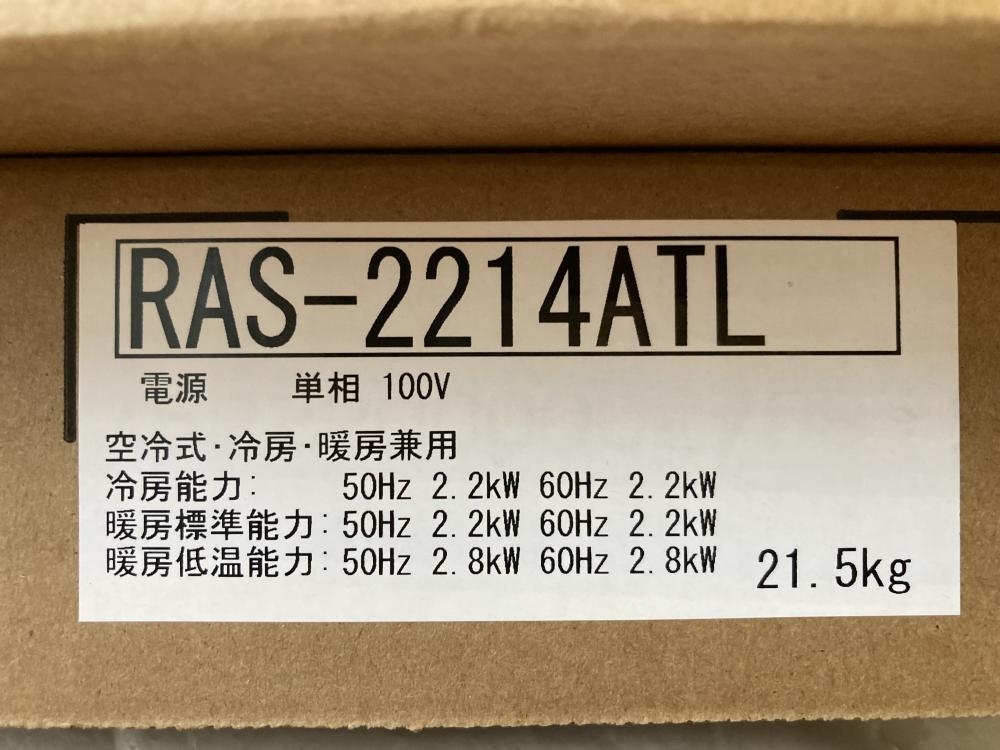 RAS-2214ATL
電源 単相 100V
空冷式・冷房・暖房兼用
冷房能力: 50Hz 2.2kW 60Hz 2.2kW
暖房標準能力: 50Hz 2.2kW 60Hz 2.2kW
暖房低温能力: 50Hz 2.8kW 60Hz 2.8kW
21.5kg